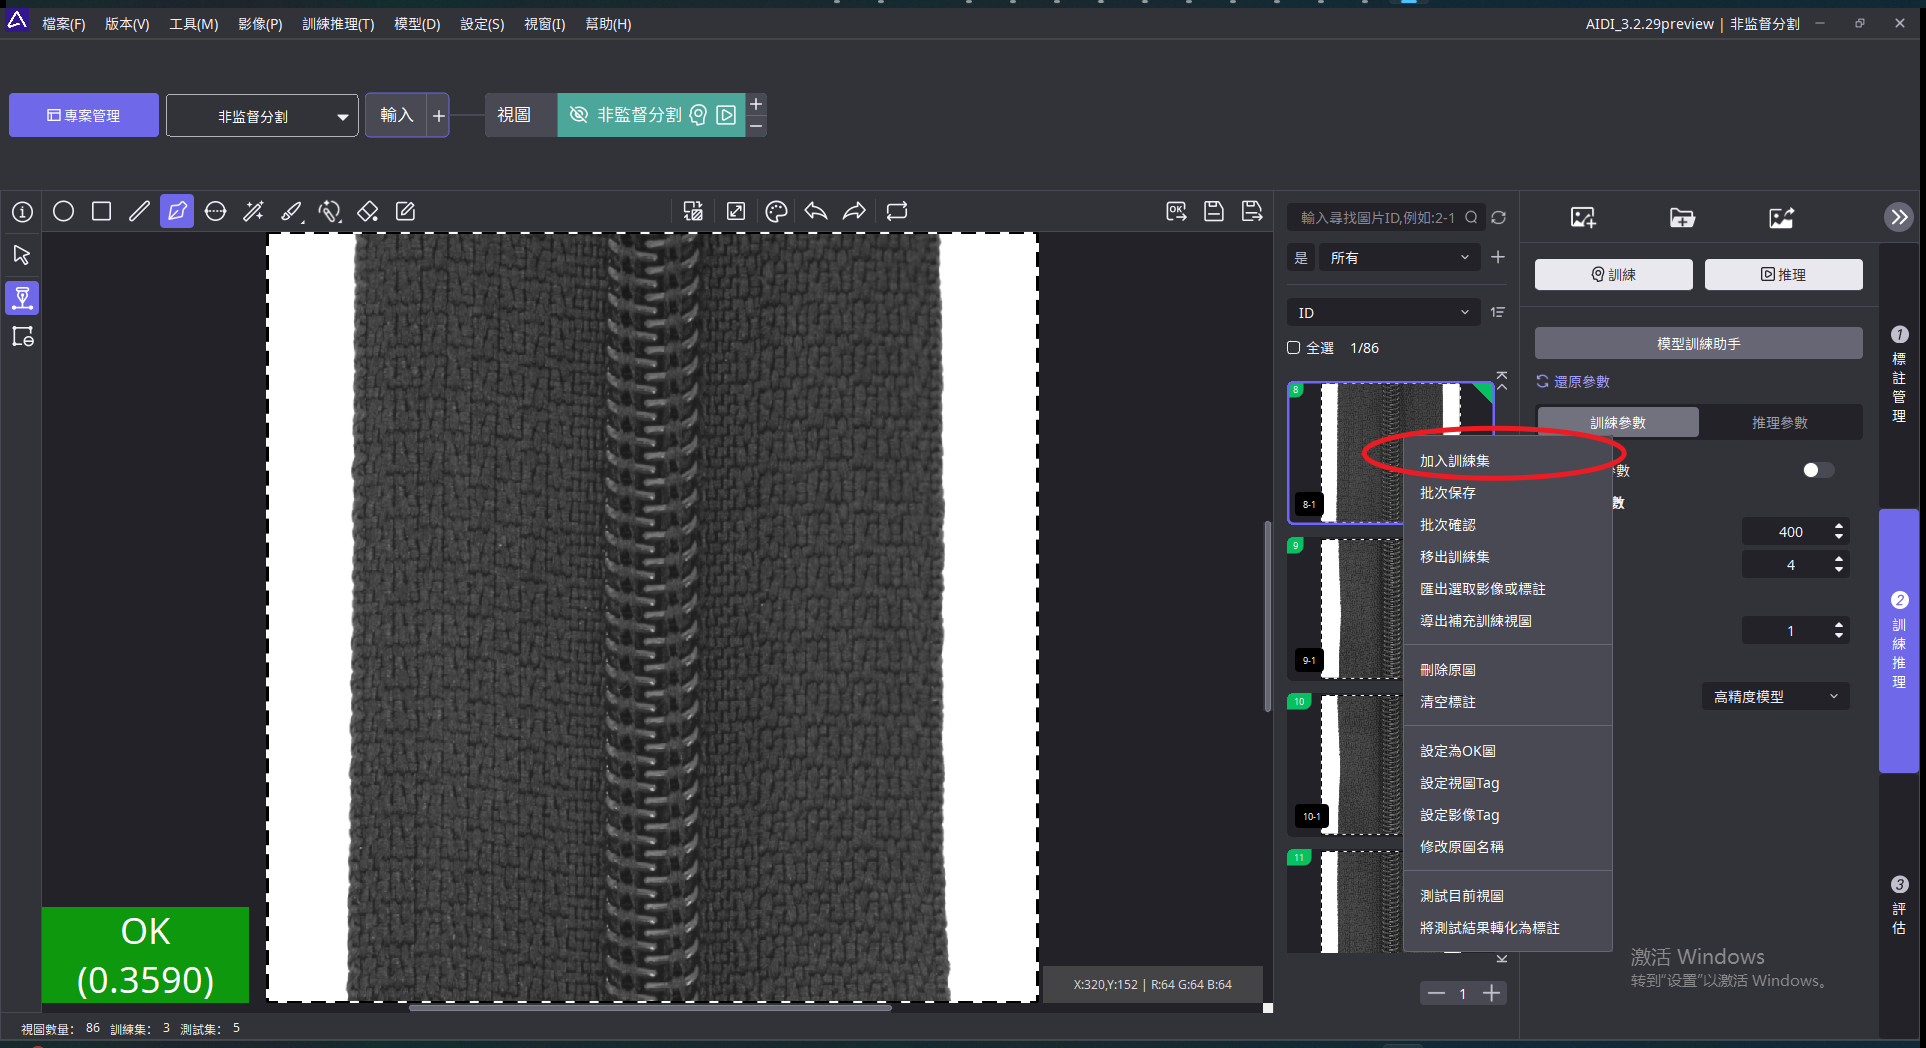 檔案(F) 版本(V) 工具(M) 影像(P) 訓練推理(T) 模型(D) 設定(S) 視窗(I) 幫助(H) AIDI_3.2.29preview | 非监督分割
專案管理 非监督分割 輸入 + 視圖 非監督分割
輸入尋找圖片ID,例如:2-1
是 所有
訓練 推理
ID
模型訓練助手
全選 1/86
還原參數
8
訓練參數 推理參數
8-1
加入訓練集
數
批次保存
數
批次確認
400
9
移出訓練集
4
匯出選取影像或標註
導出補充訓練視圖
1
9-1
刪除原圖
10
清空標註
高精度模型
設定為OK圖
設定視圖Tag
10-1
設定影像Tag
修改原圖名稱
11
測試目前視圖
將測試結果轉化為標註
1 標註管理
2 訓練推理
3 評估
OK
(0.3590)
X:320,Y:152 | R:64 G:64 B:64
1
激活 Windows
转到“设置”以激活 Windows。
視圖數量: 86 訓練集: 3 測試集: 5